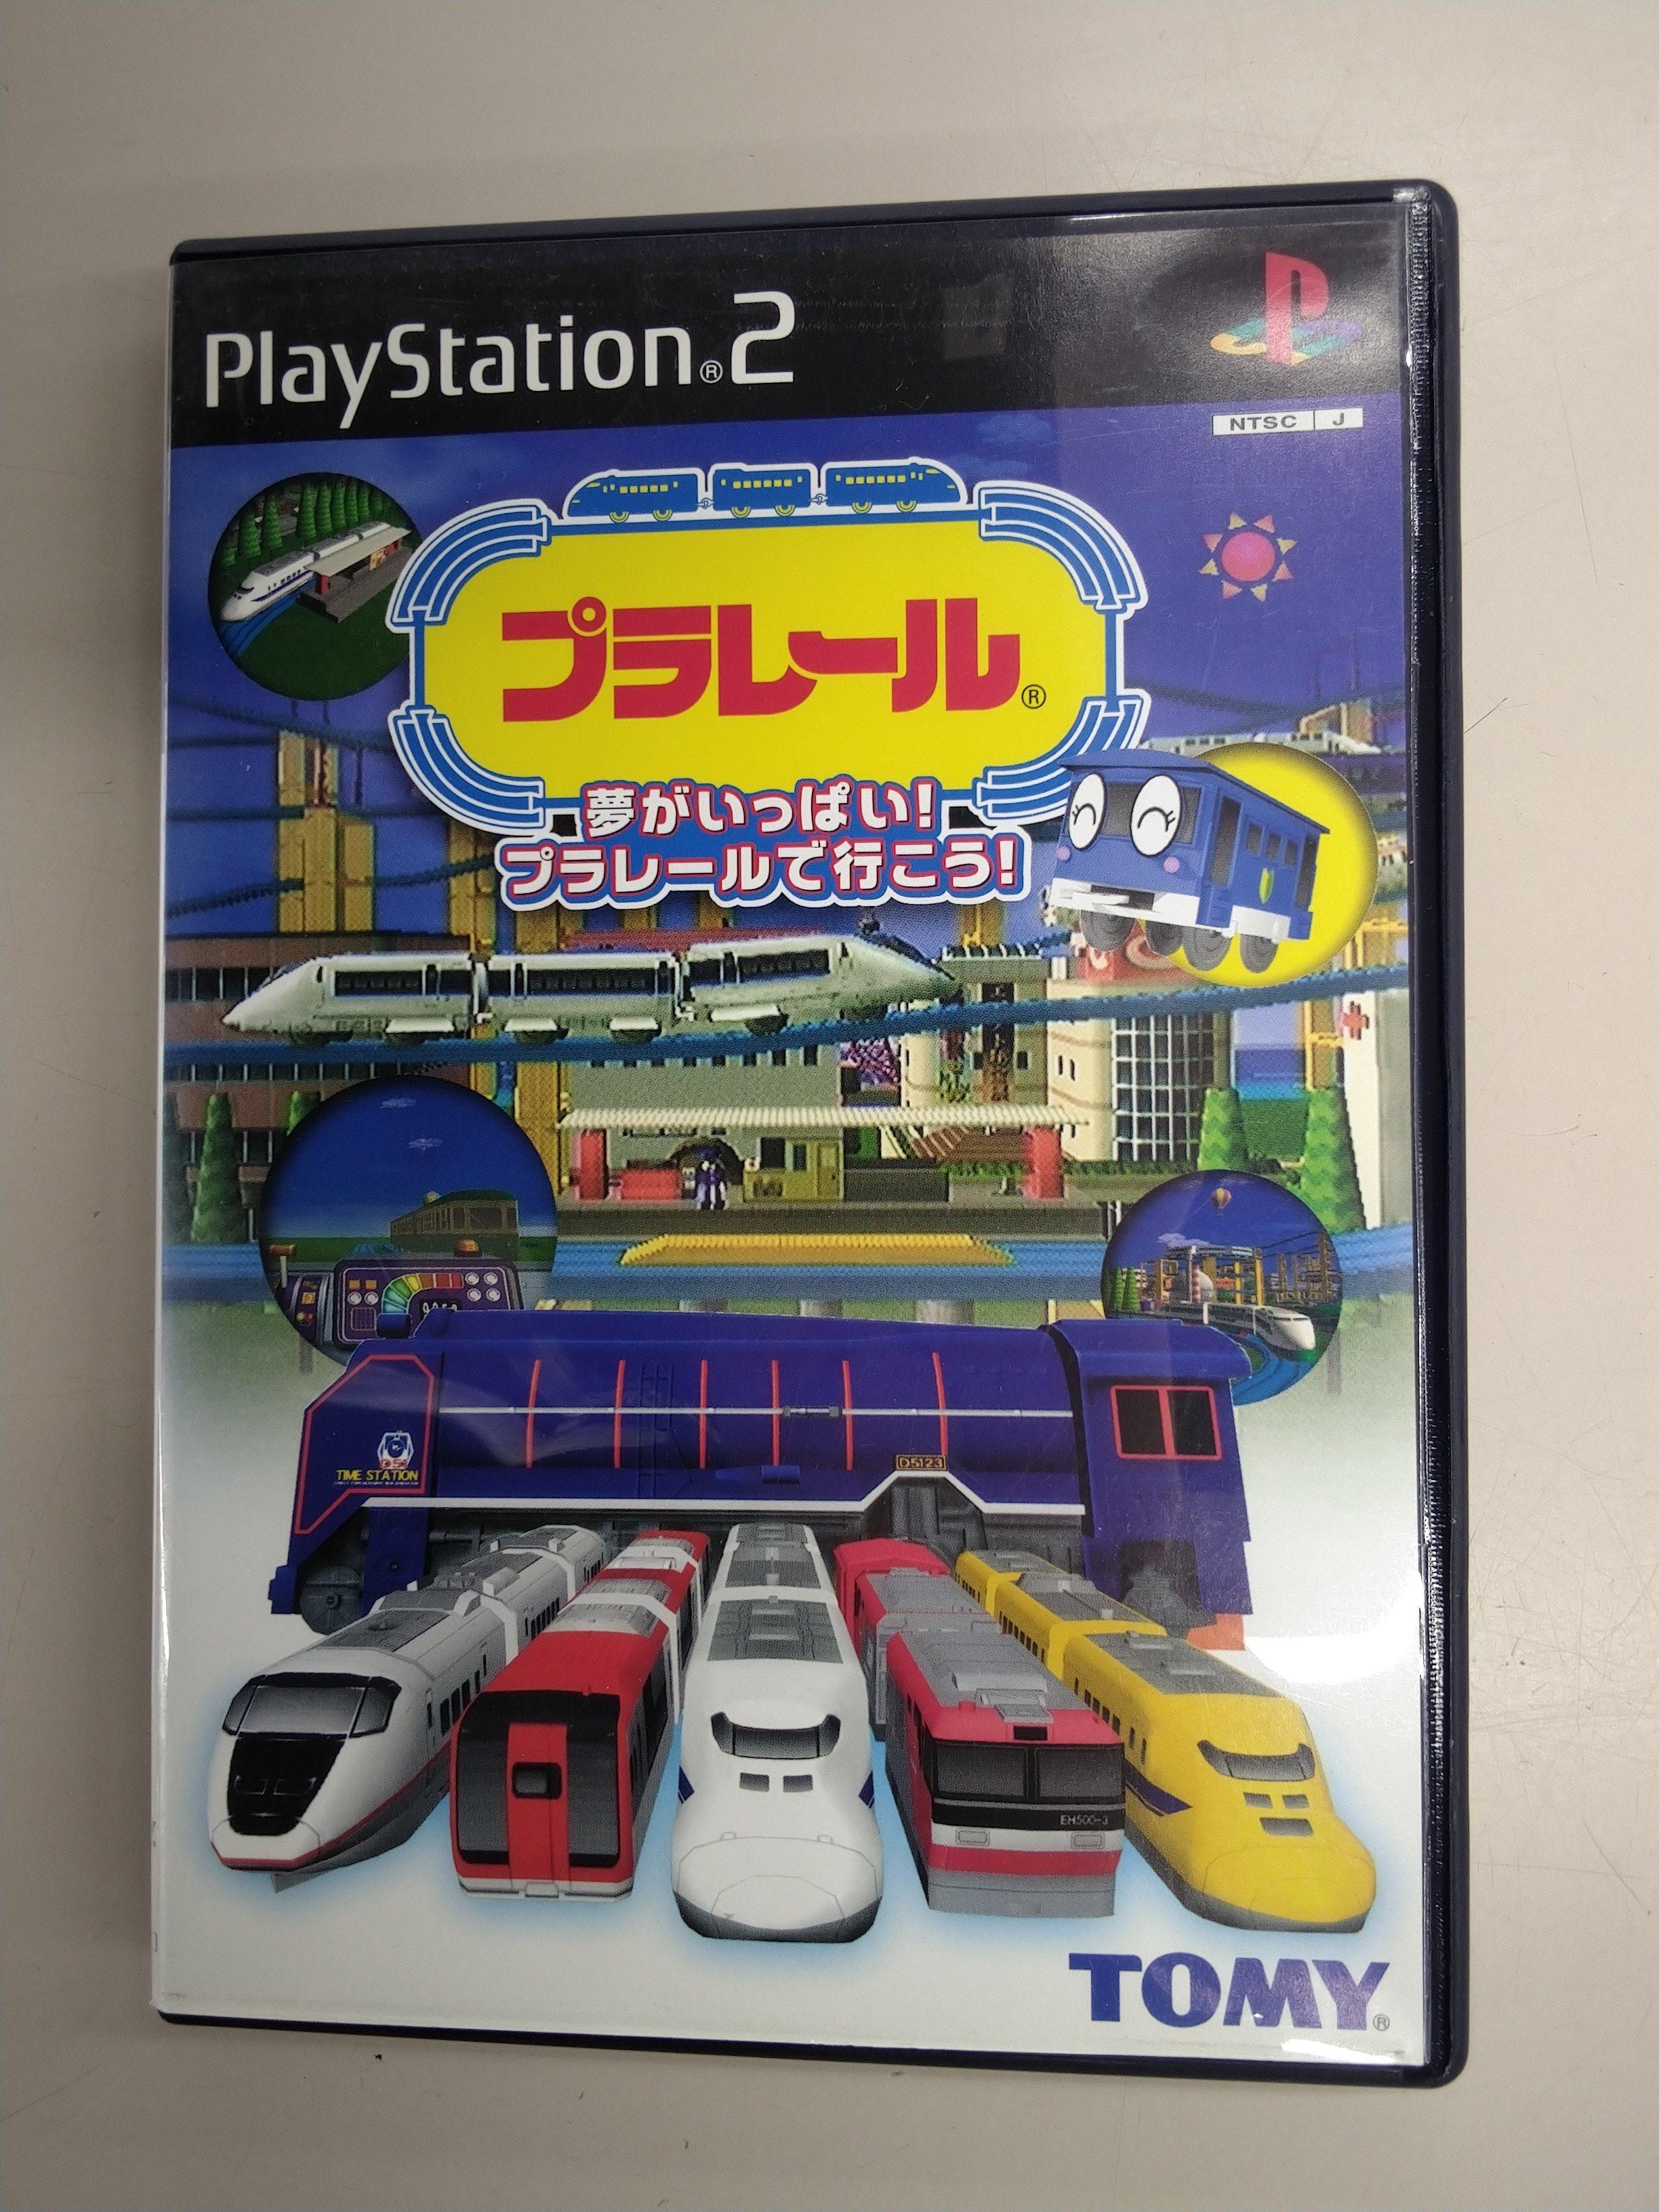 PlayStation®2
NTSC J
プラレール®
夢がいっぱい!
プラレールで行こう!
D51
TIME STATION
D5123
EH500-3
TOMY®